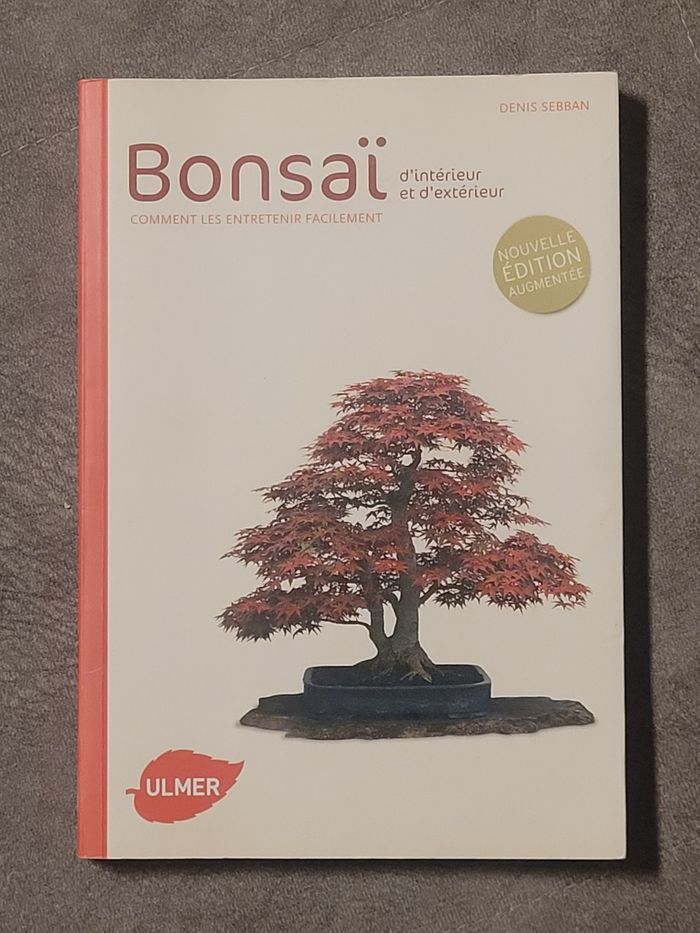 DENIS SEBBAN
Bonsaï
d'intérieur
et d'extérieur
COMMENT LES ENTRETENIR FACILEMENT
NOUVELLE
ÉDITION
AUGMENTÉE
ULMER